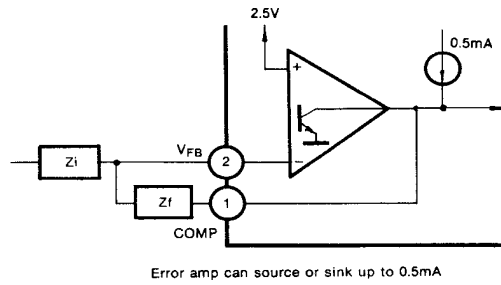 2.5V
0.5mA
+
Zi
VFB
2
−
Zf
1
COMP
Error amp can source or sink up to 0.5mA